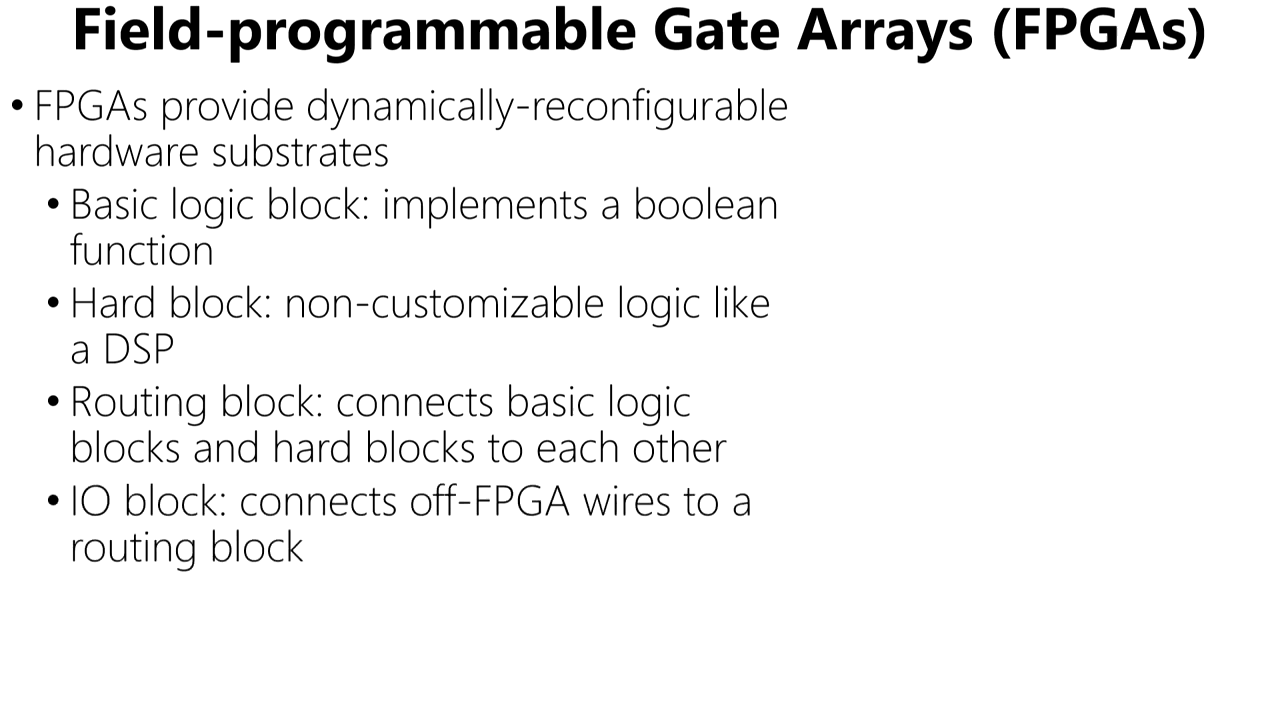 Field-programmable Gate Arrays (FPGAs)
• FPGAs provide dynamically-reconfigurable
hardware substrates
• Basic logic block: implements a boolean
function
• Hard block: non-customizable logic like
a DSP
• Routing block: connects basic logic
blocks and hard blocks to each other
• IO block: connects off-FPGA wires to a
routing block